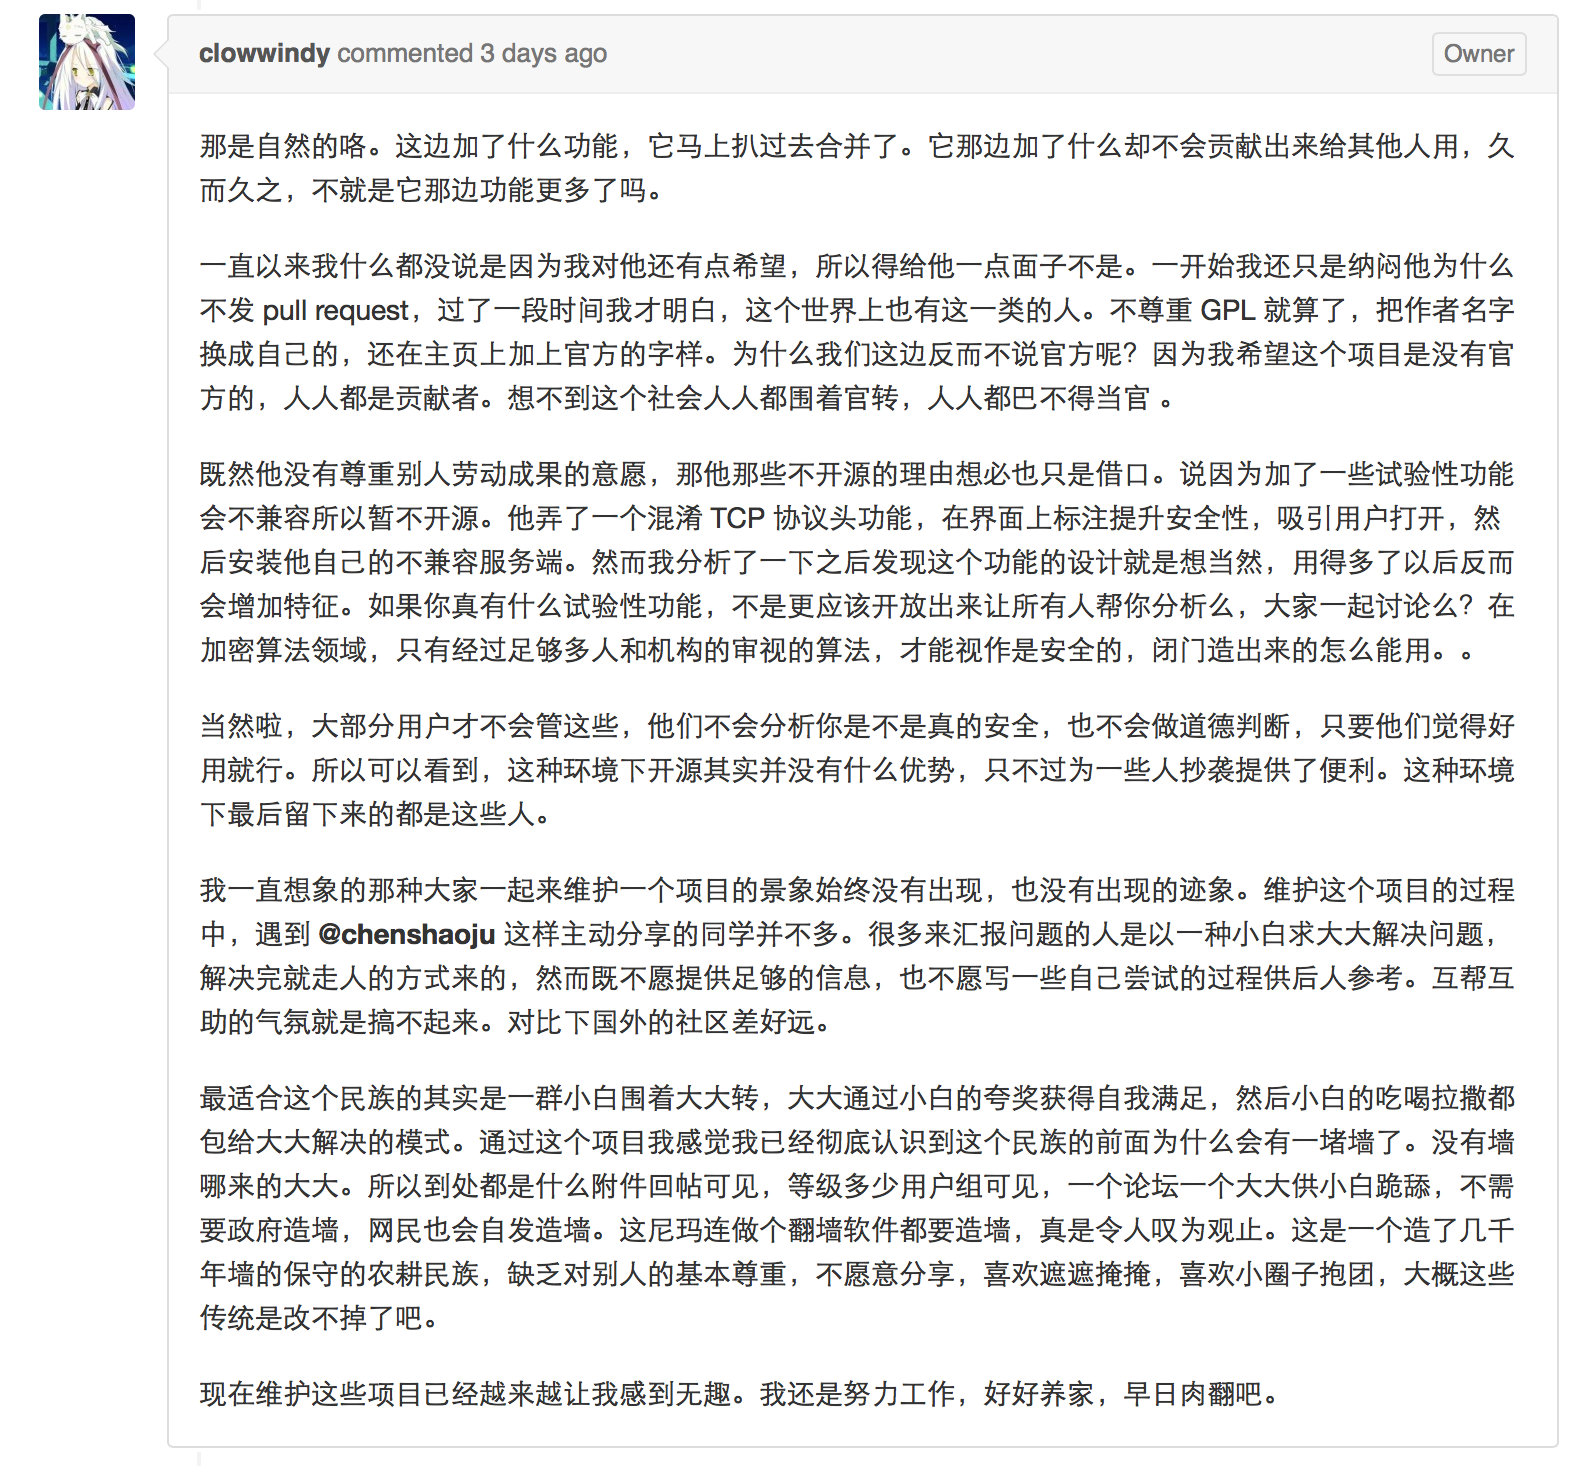 clowwindy commented 3 days ago
Owner
那是自然的咯。这边加了什么功能，它马上扒过去合并了。它那边加了什么却不会贡献出来给其他人用，久
而久之，不就是它那边功能更多了吗。
一直以来我什么都没说是因为我对他还有点希望，所以得给他一点面子不是。一开始我还只是纳闷他为什么
不发 pull request，过了一段时间我才明白，这个世界上也有这一类的人。不尊重 GPL 就算了，把作者名字
换成自己的，还在主页上加上官方的字样。为什么我们这边反而不说官方呢？因为我希望这个项目是没有官
方的，人人都是贡献者。想不到这个社会人人都围着官转，人人都巴不得当官 。
既然他没有尊重别人劳动成果的意愿，那他那些不开源的理由想必也只是借口。说因为加了一些试验性功能
会不兼容所以暂不开源。他弄了一个混淆 TCP 协议头功能，在界面上标注提升安全性，吸引用户打开，然
后安装他自己的不兼容服务端。然而我分析了一下之后发现这个功能的设计就是想当然，用得多了以后反而
会增加特征。如果你真有什么试验性功能，不是更应该开放出来让所有人帮你分析么，大家一起讨论么？在
加密算法领域，只有经过足够多人和机构的审视的算法，才能视作是安全的，闭门造出来的怎么能用。。
当然啦，大部分用户才不会管这些，他们不会分析你是不是真的安全，也不会做道德判断，只要他们觉得好
用就行。所以可以看到，这种环境下开源其实并没有什么优势，只不过为一些人抄袭提供了便利。这种环境
下最后留下来的都是这些人。
我一直想象的那种大家一起来维护一个项目的景象始终没有出现，也没有出现的迹象。维护这个项目的过程
中，遇到 @chenshaoju 这样主动分享的同学并不多。很多来汇报问题的人是以一种小白求大大解决问题，
解决完就走人的方式来的，然而既不愿提供足够的信息，也不愿写一些自己尝试的过程供后人参考。互帮互
助的气氛就是搞不起来。对比下国外的社区差好远。
最适合这个民族的其实是一群小白围着大大转，大大通过小白的夸奖获得自我满足，然后小白的吃喝拉撒都
包给大大解决的模式。通过这个项目我感觉我已经彻底认识到这个民族的前面为什么会有一堵墙了。没有墙
哪来的大大。所以到处都是什么附件回帖可见，等级多少用户组可见，一个论坛一个大大供小白跪舔，不需
要政府造墙，网民也会自发造墙。这尼玛连做个翻墙软件都要造墙，真是令人叹为观止。这是一个造了几千
年墙的保守的农耕民族，缺乏对别人的基本尊重，不愿意分享，喜欢遮遮掩掩，喜欢小圈子抱团，大概这些
传统是改不掉了吧。
现在维护这些项目已经越来越让我感到无趣。我还是努力工作，好好养家，早日肉翻吧。